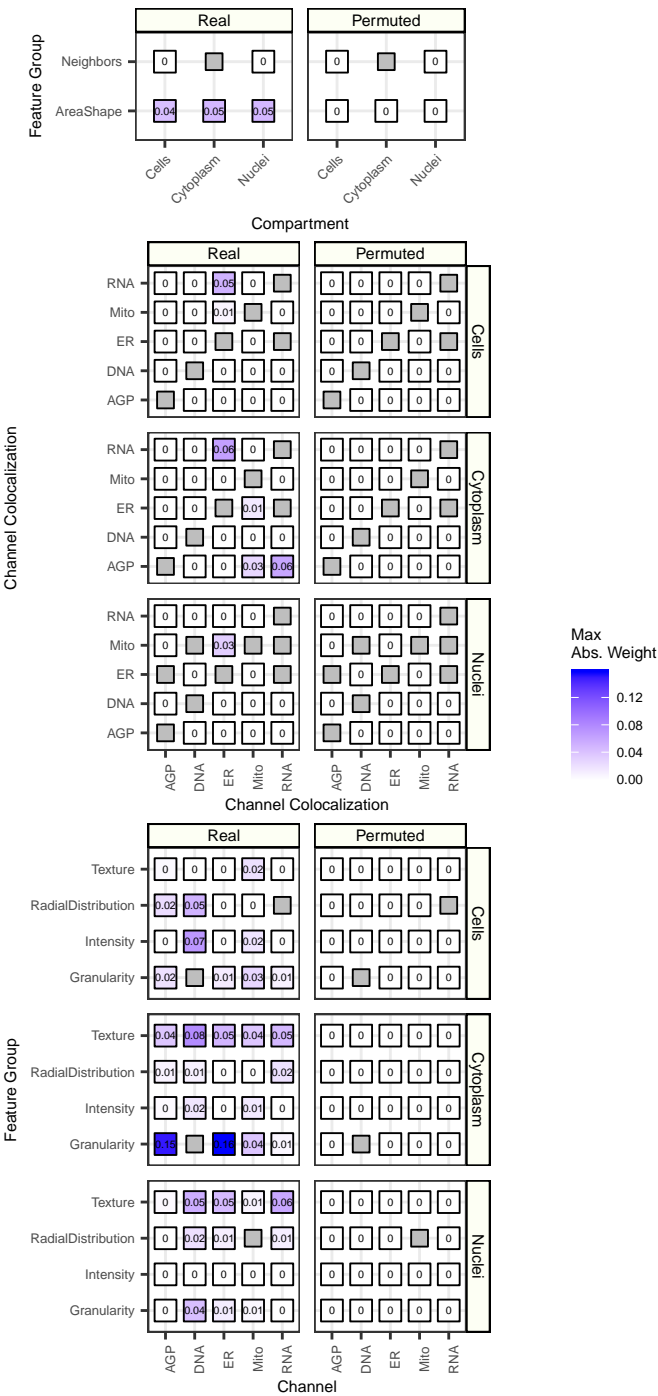 Real Permuted
Feature Group
Neighbors 0 0 0 0
AreaShape 0.04 0.05 0.05 0 0 0
Cells Cytoplasm Nuclei Cells Cytoplasm Nuclei
Compartment
Real Permuted
Channel Colocalization
Cells
RNA 0 0 0.05 0 0 0 0 0
Mito 0 0 0.01 0 0 0 0 0
ER 0 0 0 0 0 0
DNA 0 0 0 0 0 0 0 0
AGP 0 0 0 0 0 0 0 0
Cytoplasm
RNA 0 0 0.06 0 0 0 0 0
Mito 0 0 0 0 0 0 0 0
ER 0 0 0.01 0 0 0
DNA 0 0 0 0 0 0 0 0
AGP 0 0 0.03 0.06 0 0 0 0
Nuclei
RNA 0 0 0 0 0 0 0 0
Mito 0 0.03 0 0
ER 0 0 0 0
DNA 0 0 0 0 0 0 0 0
AGP 0 0 0 0 0 0 0 0
AGP DNA ER Mito RNA AGP DNA ER Mito RNA
Channel Colocalization
Max
Abs. Weight
0.12
0.08
0.04
0.00
Real Permuted
Feature Group
Cells
Texture 0 0 0 0.02 0 0 0 0 0 0
RadialDistribution 0.02 0.05 0 0 0 0 0 0
Intensity 0 0.07 0 0.02 0 0 0 0 0 0
Granularity 0.02 0.01 0.03 0.01 0 0 0 0
Cytoplasm
Texture 0.04 0.08 0.05 0.04 0.05 0 0 0 0 0
RadialDistribution 0.01 0.01 0 0 0.02 0 0 0 0 0
Intensity 0 0.02 0 0.01 0 0 0 0 0 0
Granularity 0.15 0.04 0.01 0 0 0 0
Nuclei
Texture 0 0.05 0.05 0.01 0.06 0 0 0 0 0
RadialDistribution 0 0.02 0.01 0.01 0 0 0 0
Intensity 0 0 0 0 0 0 0 0 0 0
Granularity 0 0.04 0.01 0.01 0 0 0 0 0 0
AGP DNA ER Mito RNA AGP DNA ER Mito RNA
Channel